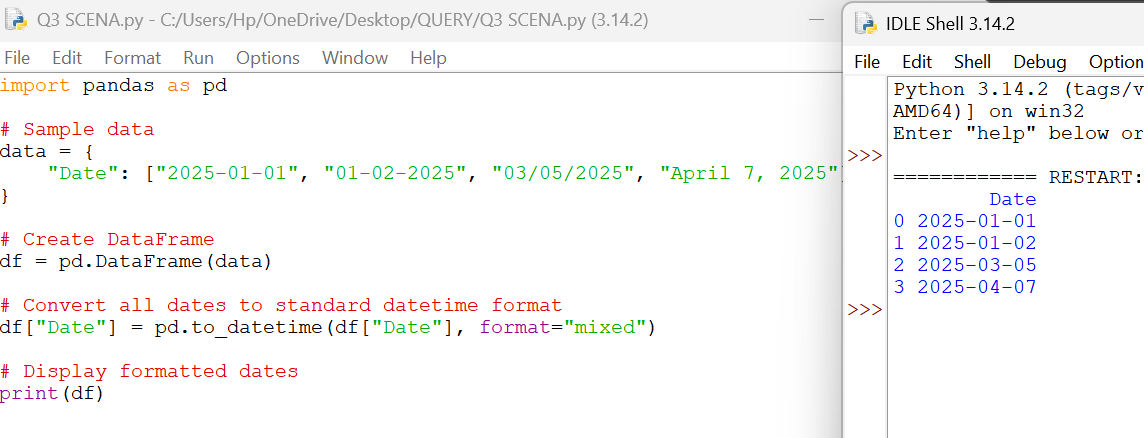 Q3 SCENA.py - C:/Users/Hp/OneDrive/Desktop/QUERY/Q3 SCENA.py (3.14.2)
File Edit Format Run Options Window Help
import pandas as pd
# Sample data
data = {
    "Date": ["2025-01-01", "01-02-2025", "03/05/2025", "April 7, 2025"
}
# Create DataFrame
df = pd.DataFrame(data)
# Convert all dates to standard datetime format
df["Date"] = pd.to_datetime(df["Date"], format="mixed")
# Display formatted dates
print(df)
IDLE Shell 3.14.2
File Edit Shell Debug Option
Python 3.14.2 (tags/v
AMD64)] on win32
Enter "help" below or
>>>
============ RESTART:
        Date
0 2025-01-01
1 2025-01-02
2 2025-03-05
3 2025-04-07
>>>